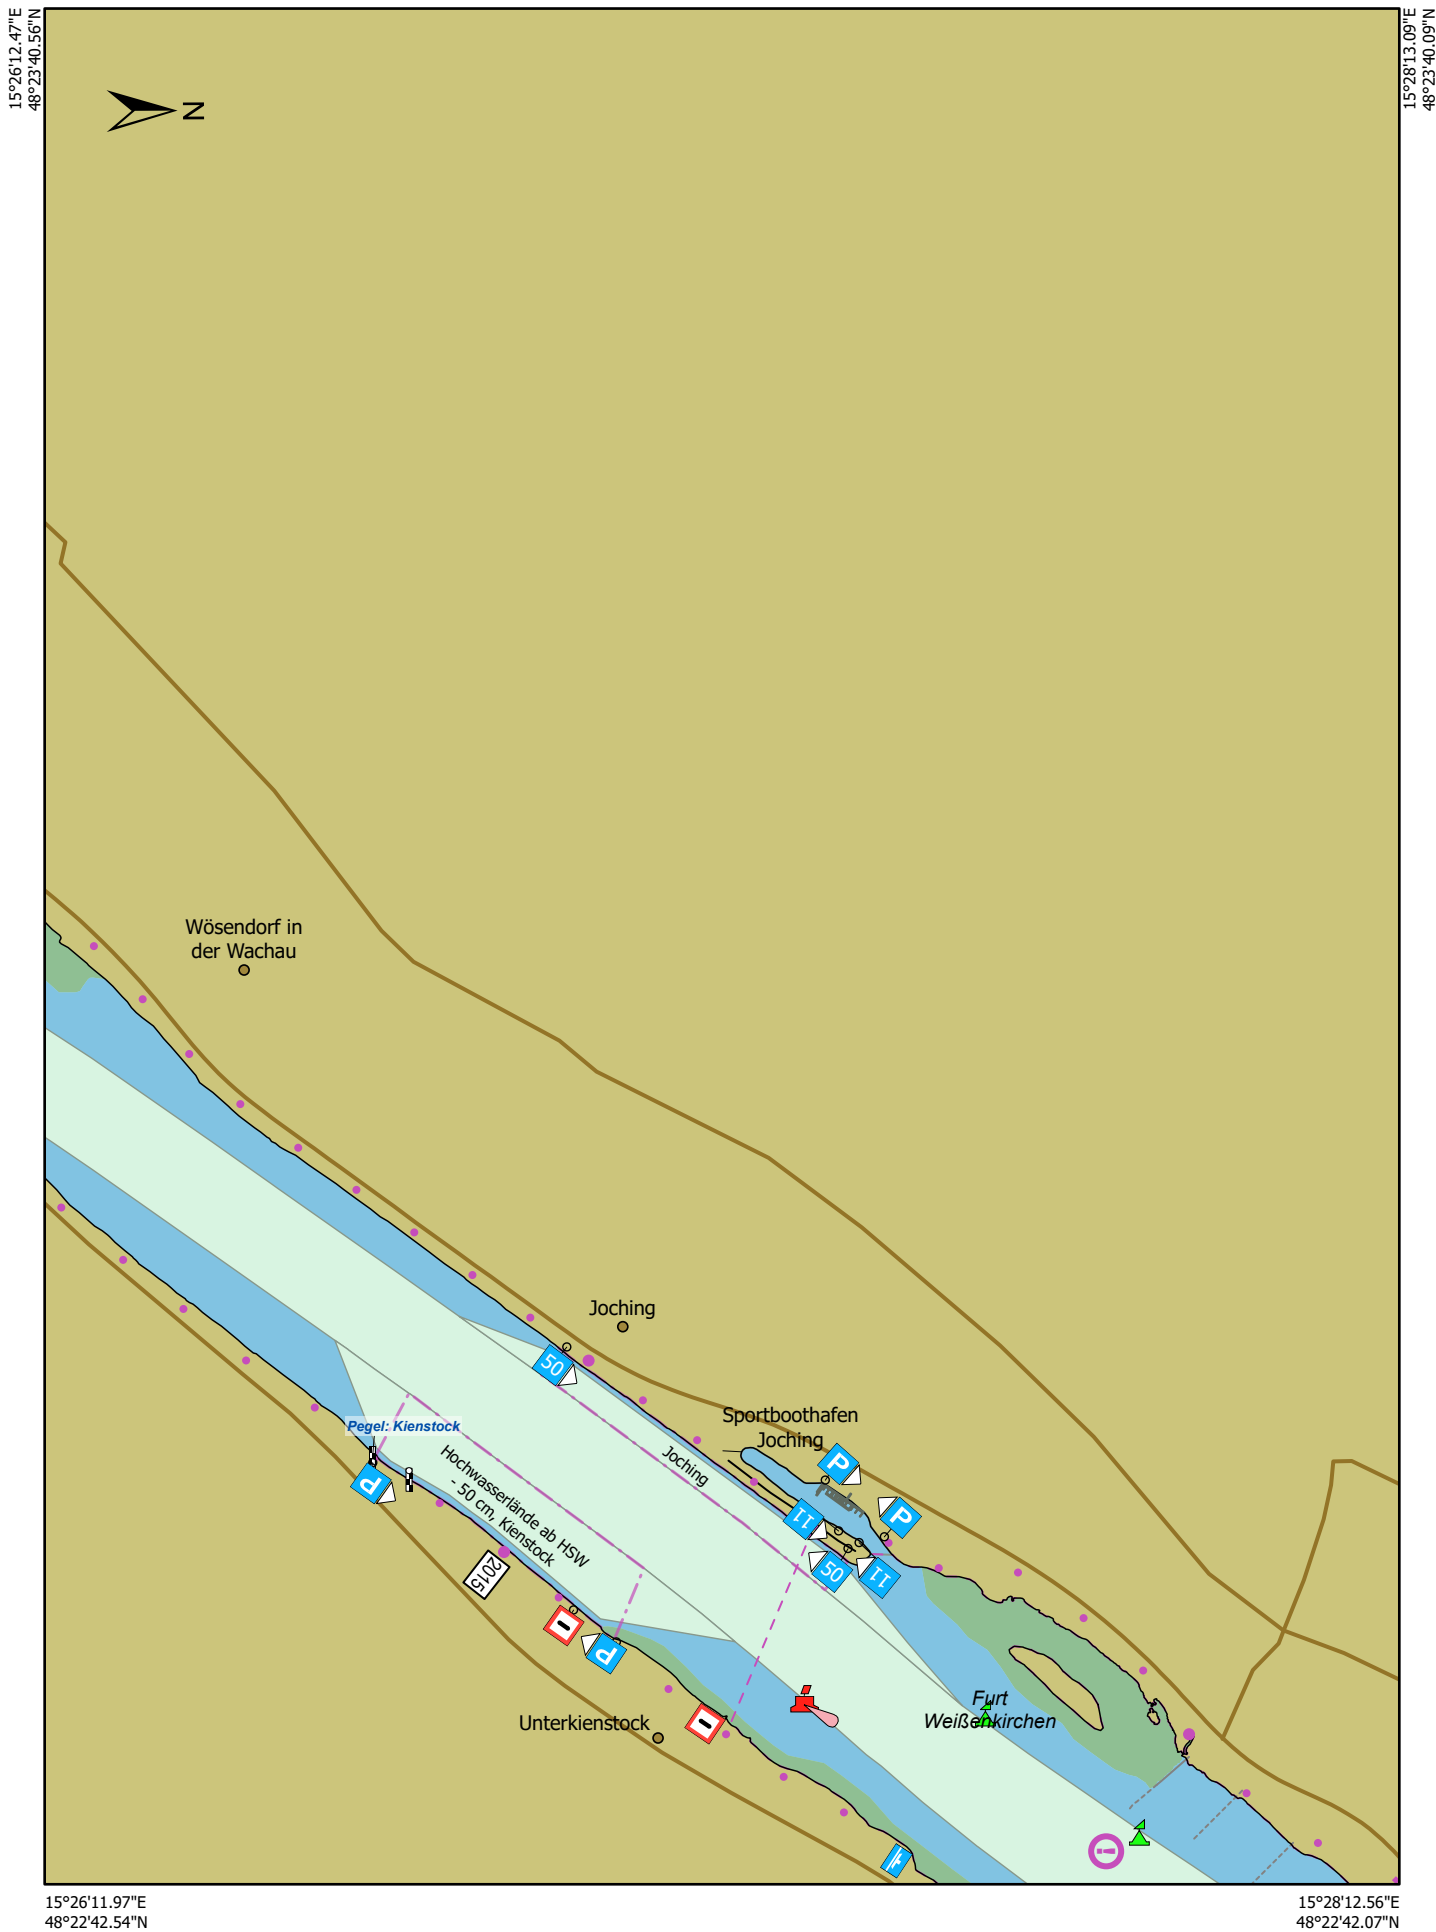 15°26'12.47"E
48°23'40.56"N
15°28'13.09"E
48°23'40.09"N
N
Wösendorf in
der Wachau
Joching
50
Sportboothafen
Joching
Pegel: Kienstock
P
Hochwasserlände ab HSW
- 50 cm, Kienstock
Joching
P
11
P
50
11
2015
P
Furt
Weißenkirchen
Unterkienstock
15°26'11.97"E
48°22'42.54"N
15°28'12.56"E
48°22'42.07"N